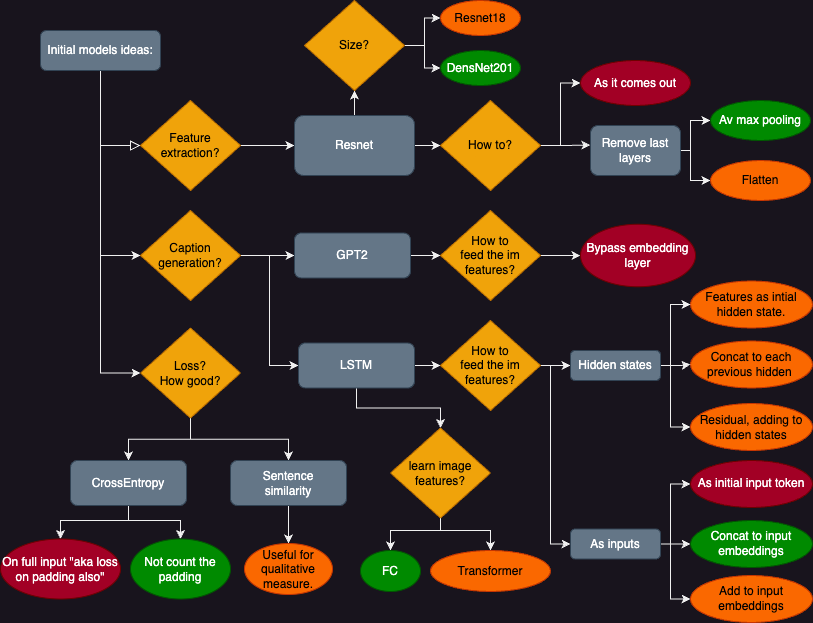 Initial models ideas:
Size?
Resnet18
DensNet201
Feature
extraction?
Resnet
How to?
As it comes out
Remove last
layers
Av max pooling
Flatten
Caption
generation?
GPT2
How to
feed the im
features?
Bypass embedding
layer
Loss?
How good?
LSTM
How to
feed the im
features?
Hidden states
Features as intial
hidden state.
Concat to each
previous hidden
Residual, adding to
hidden states
learn image
features?
FC
Transformer
As inputs
As initial input token
Concat to input
embeddings
Add to input
embeddings
CrossEntropy
Sentence
similarity
On full input "aka loss
on padding also"
Not count the
padding
Useful for
qualitative
measure.